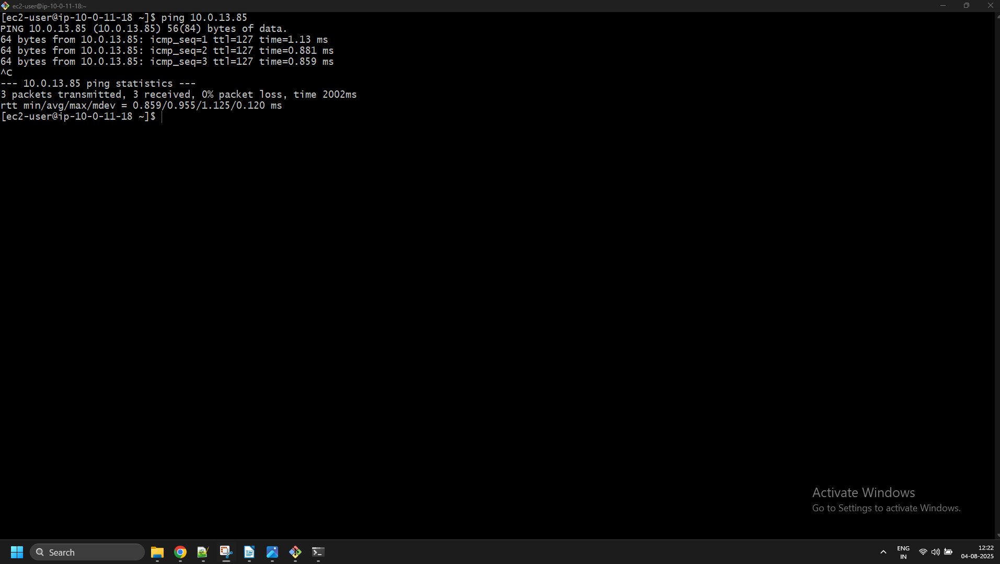 ec2-user@ip-10-0-11-18:~
[ec2-user@ip-10-0-11-18 ~]$ ping 10.0.13.85
PING 10.0.13.85 (10.0.13.85) 56(84) bytes of data.
64 bytes from 10.0.13.85: icmp_seq=1 ttl=127 time=1.13 ms
64 bytes from 10.0.13.85: icmp_seq=2 ttl=127 time=0.881 ms
64 bytes from 10.0.13.85: icmp_seq=3 ttl=127 time=0.859 ms
^C
--- 10.0.13.85 ping statistics ---
3 packets transmitted, 3 received, 0% packet loss, time 2002ms
rtt min/avg/max/mdev = 0.859/0.955/1.125/0.120 ms
[ec2-user@ip-10-0-11-18 ~]$
Activate Windows
Go to Settings to activate Windows.
Search
ENG
IN
12:22
04-08-2025